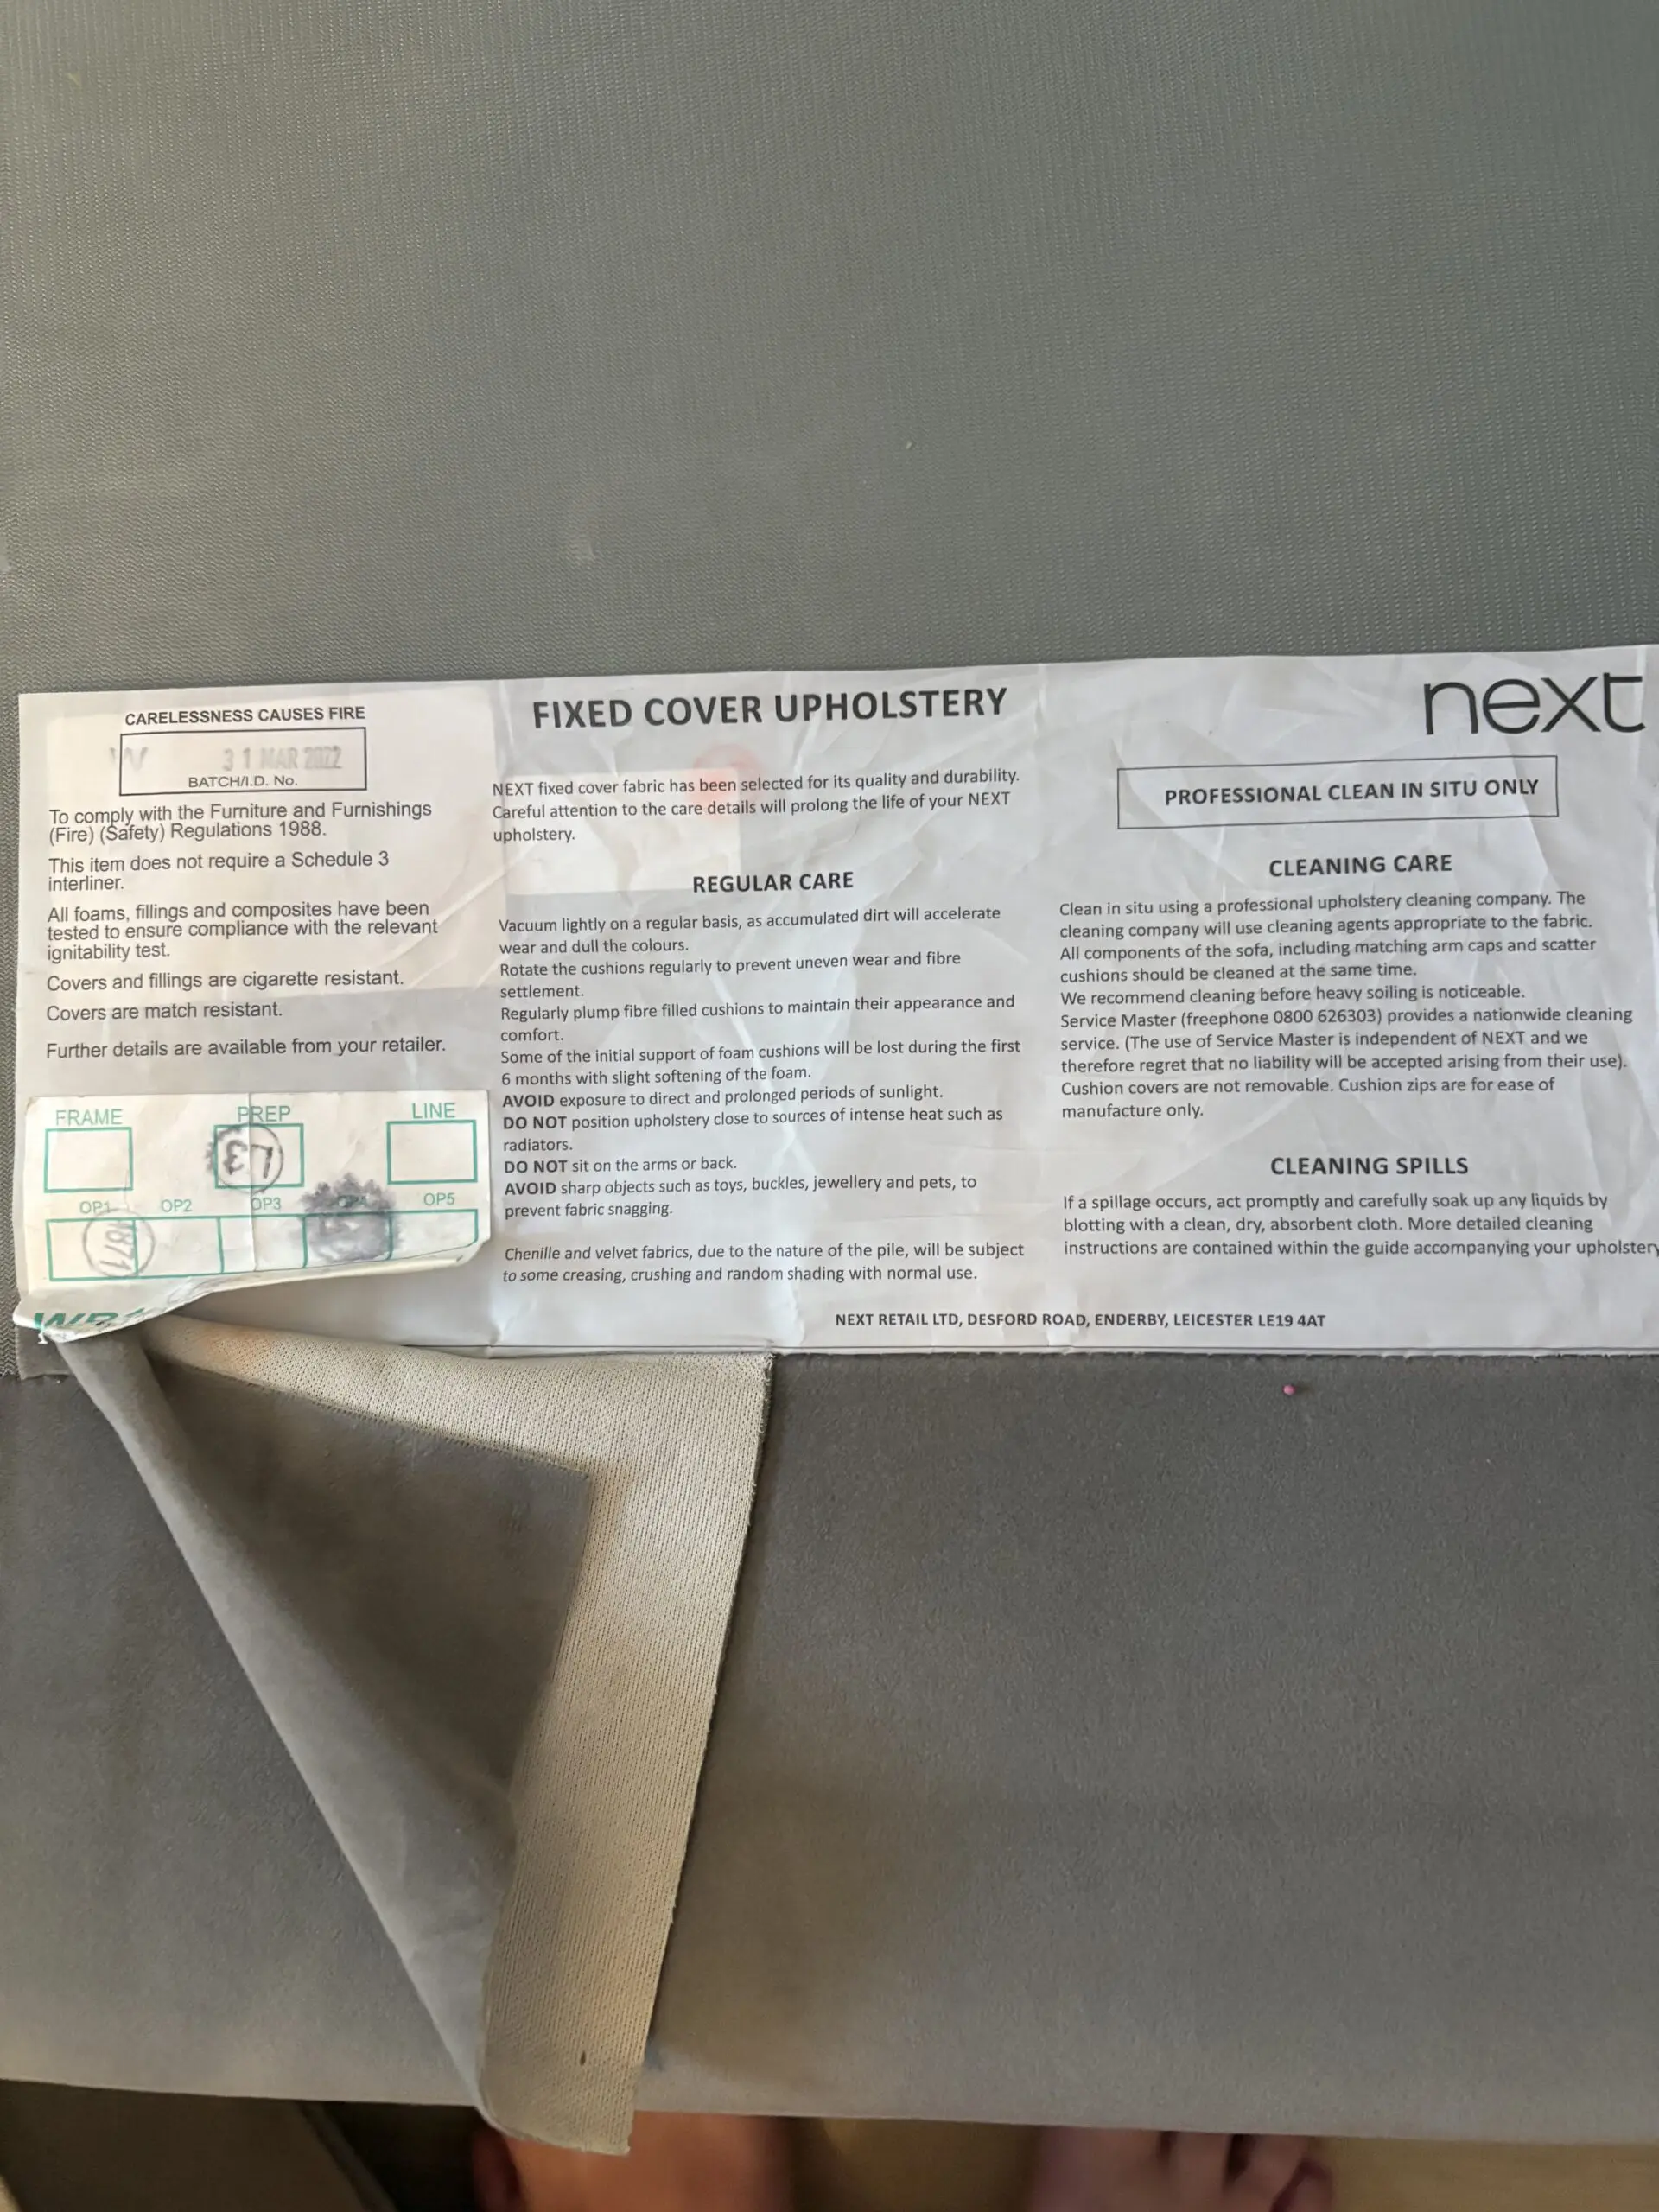 CARELESSNESS CAUSES FIRE
31 MAR 2022
BATCH/I.D. No.
To comply with the Furniture and Furnishings
(Fire) (Safety) Regulations 1988.
This item does not require a Schedule 3
interliner.
All foams, fillings and composites have been
tested to ensure compliance with the relevant
ignitability test.
Covers and fillings are cigarette resistant.
Covers are match resistant.
Further details are available from your retailer.
FRAME PREP LINE
L3
OP1 OP2 OP3 OP5
1871
FIXED COVER UPHOLSTERY
NEXT fixed cover fabric has been selected for its quality and durability.
Careful attention to the care details will prolong the life of your NEXT
upholstery.
REGULAR CARE
Vacuum lightly on a regular basis, as accumulated dirt will accelerate
wear and dull the colours.
Rotate the cushions regularly to prevent uneven wear and fibre
settlement.
Regularly plump fibre filled cushions to maintain their appearance and
comfort.
Some of the initial support of foam cushions will be lost during the first
6 months with slight softening of the foam.
AVOID exposure to direct and prolonged periods of sunlight.
DO NOT position upholstery close to sources of intense heat such as
radiators.
DO NOT sit on the arms or back.
AVOID sharp objects such as toys, buckles, jewellery and pets, to
prevent fabric snagging.
Chenille and velvet fabrics, due to the nature of the pile, will be subject
to some creasing, crushing and random shading with normal use.
next
PROFESSIONAL CLEAN IN SITU ONLY
CLEANING CARE
Clean in situ using a professional upholstery cleaning company. The
cleaning company will use cleaning agents appropriate to the fabric.
All components of the sofa, including matching arm caps and scatter
cushions should be cleaned at the same time.
We recommend cleaning before heavy soiling is noticeable.
Service Master (freephone 0800 626303) provides a nationwide cleaning
service. (The use of Service Master is independent of NEXT and we
therefore regret that no liability will be accepted arising from their use).
Cushion covers are not removable. Cushion zips are for ease of
manufacture only.
CLEANING SPILLS
If a spillage occurs, act promptly and carefully soak up any liquids by
blotting with a clean, dry, absorbent cloth. More detailed cleaning
instructions are contained within the guide accompanying your upholstery
NEXT RETAIL LTD, DESFORD ROAD, ENDERBY, LEICESTER LE19 4AT